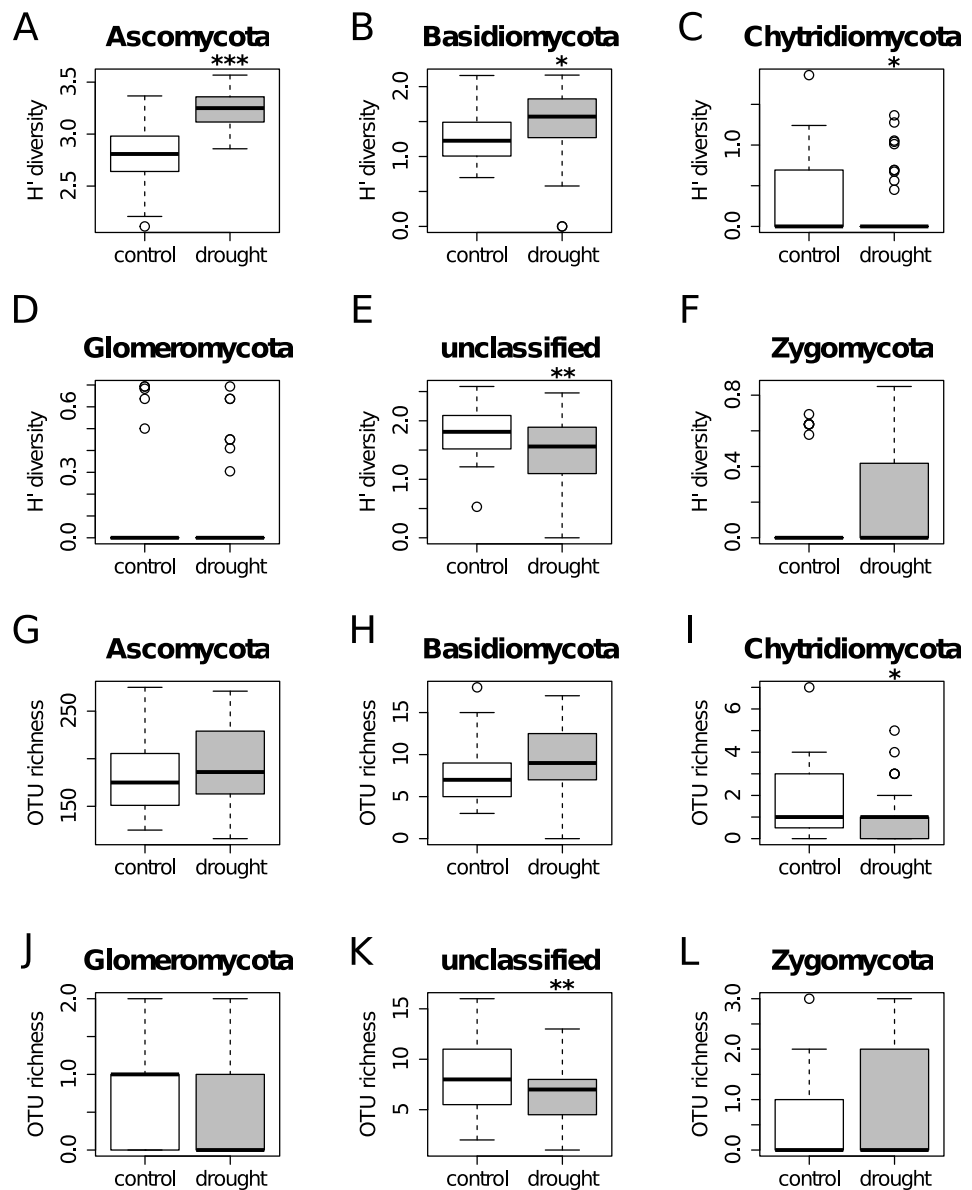 A Ascomycota B Basidiomycota C Chytridiomycota
*** * *
H' diversity 2.5 3.0 3.5 H' diversity 0.0 1.0 2.0 H' diversity 0.0 1.0
control drought control drought control drought
D Glomeromycota E unclassified F Zygomycota
**
H' diversity 0.0 0.3 0.6 H' diversity 0.0 1.0 2.0 H' diversity 0.0 0.4 0.8
control drought control drought control drought
G Ascomycota H Basidiomycota I Chytridiomycota
*
OTU richness 150 250 OTU richness 0 5 10 15 OTU richness 0 2 4 6
control drought control drought control drought
J Glomeromycota K unclassified L Zygomycota
**
OTU richness 0.0 1.0 2.0 OTU richness 5 10 15 OTU richness 0.0 1.0 2.0 3.0
control drought control drought control drought